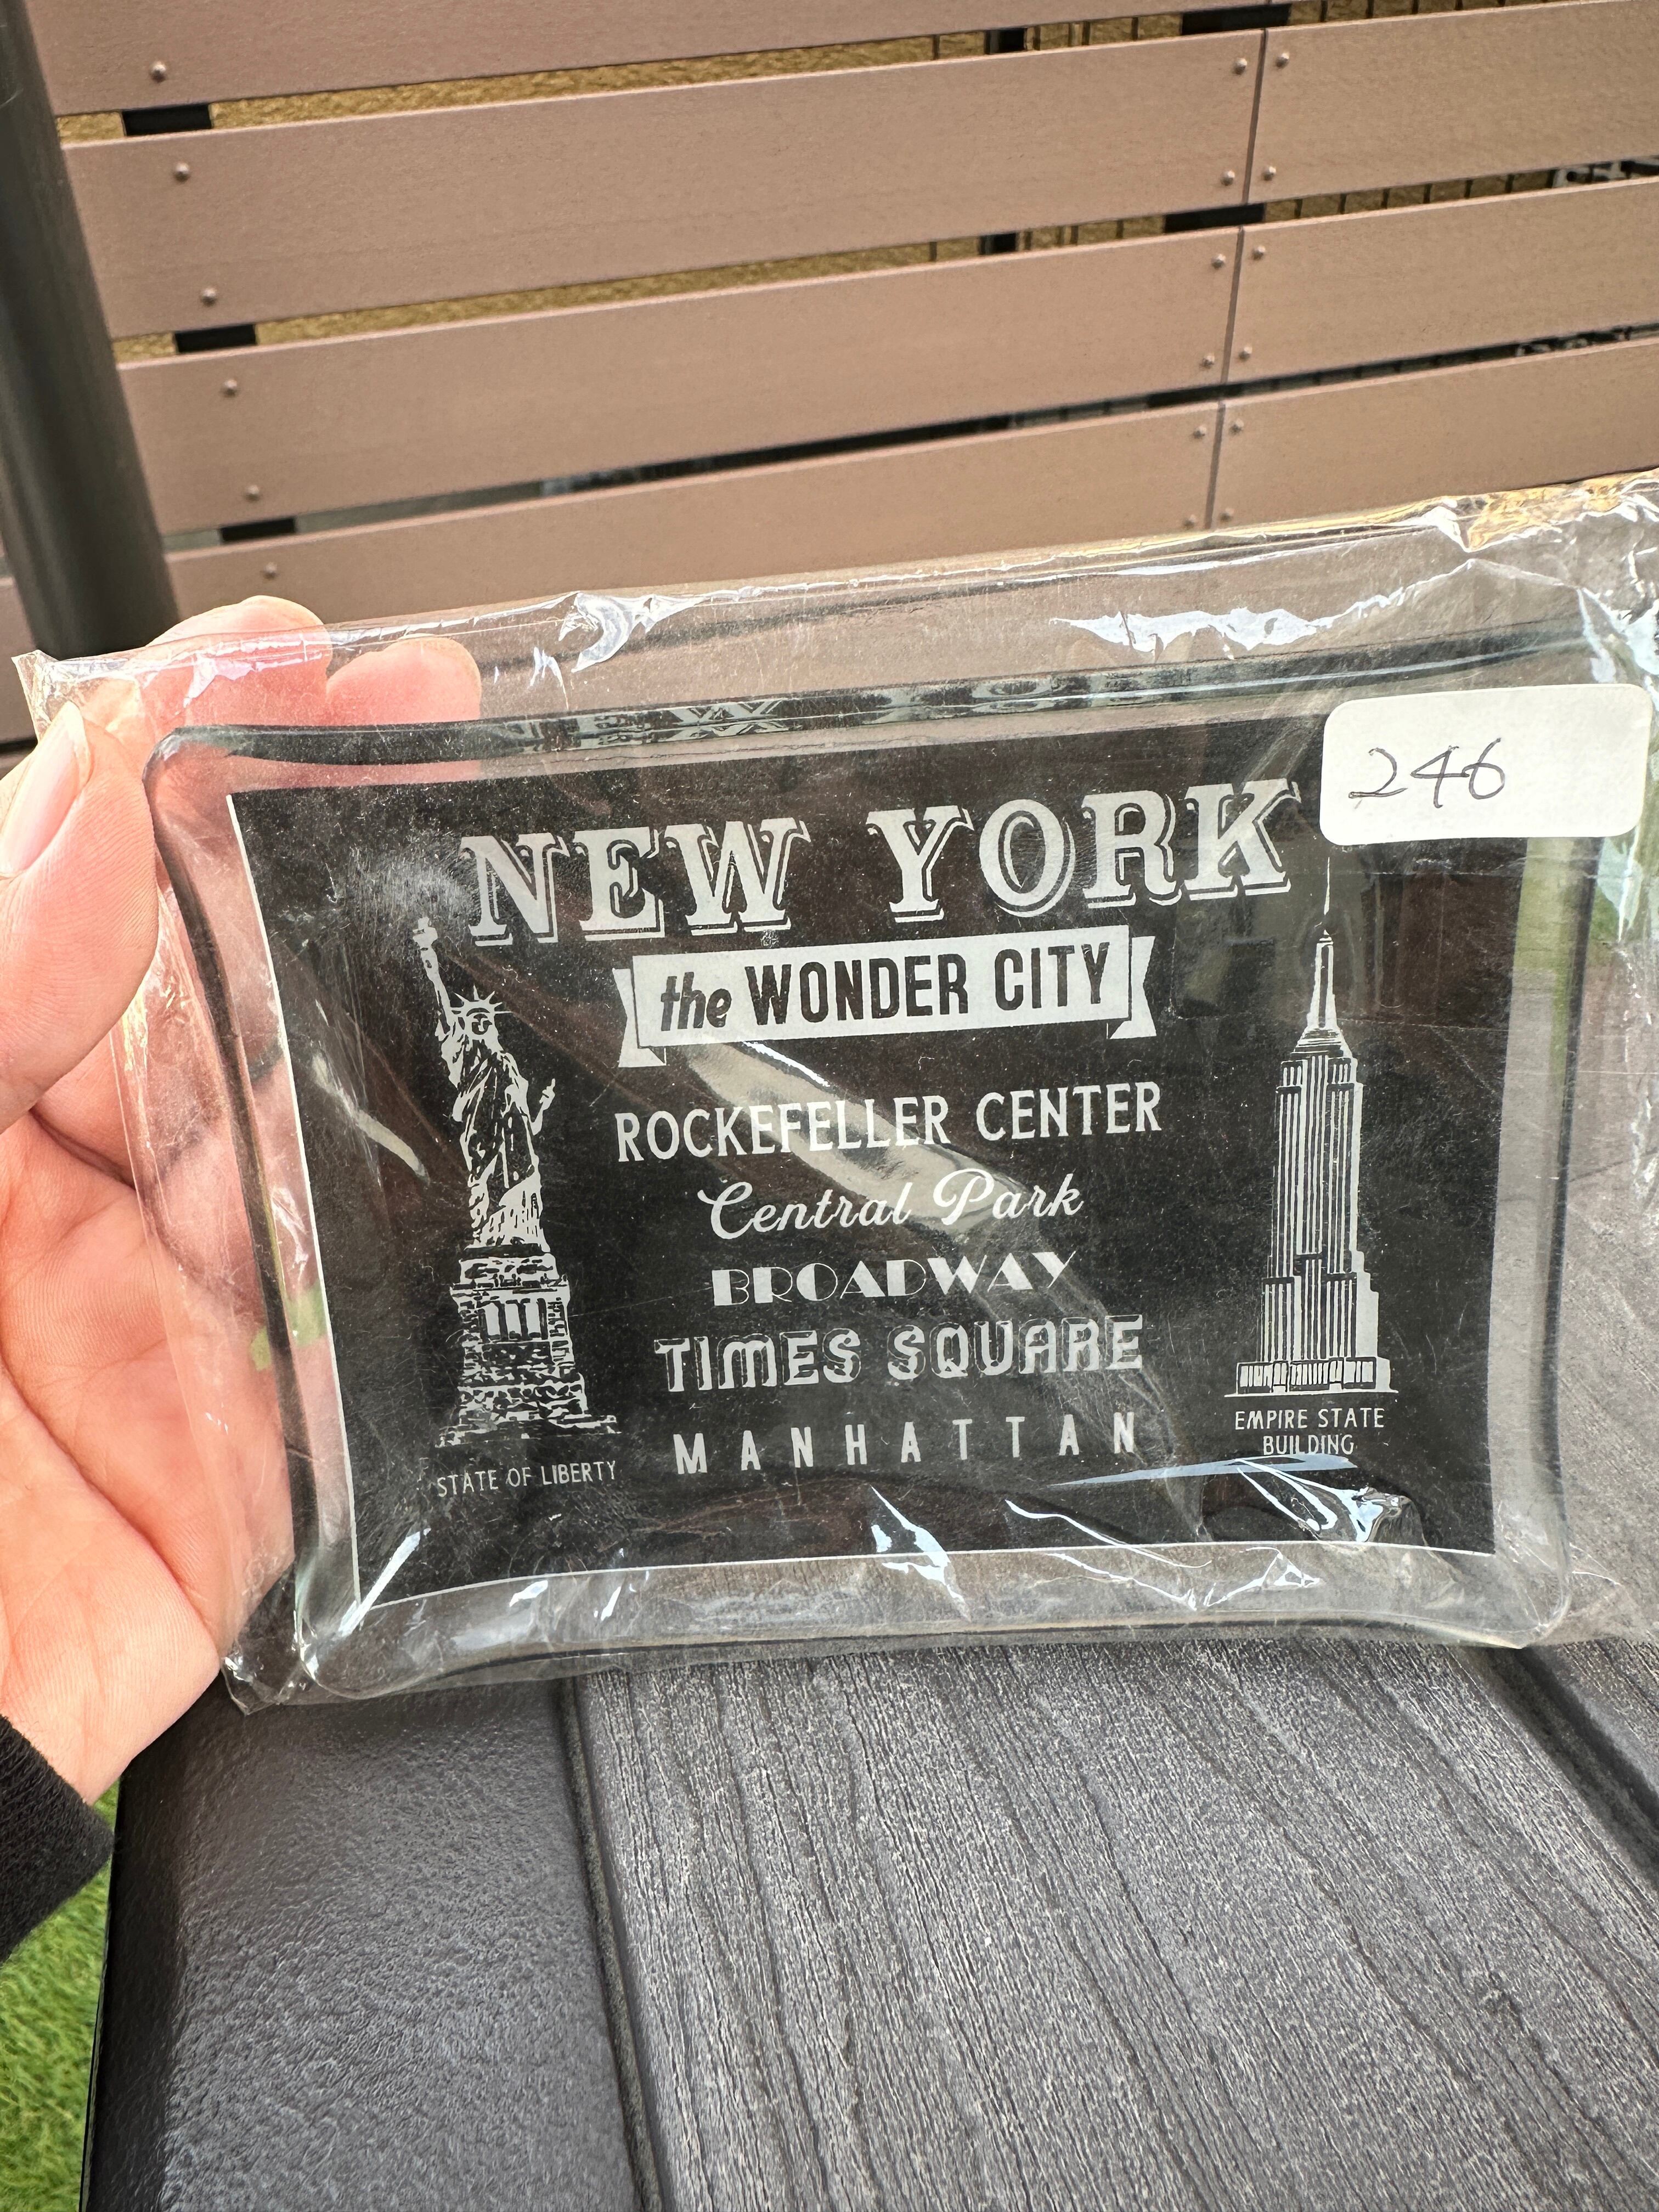 246
NEW YORK
the WONDER CITY
ROCKEFELLER CENTER
Central Park
BROADWAY
TIMES SQUARE
MANHATTAN
STATE OF LIBERTY
EMPIRE STATE
BUILDING